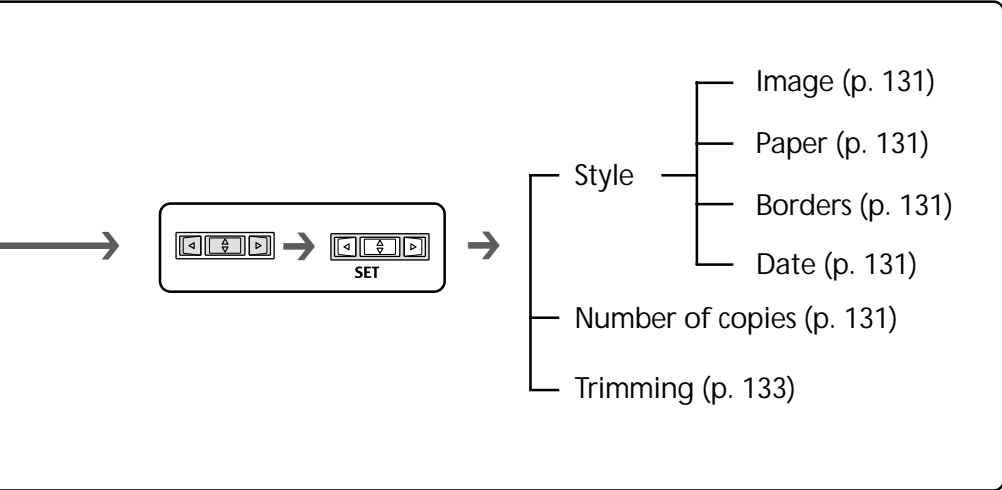 Image (p. 131)
Paper (p. 131)
Style
Borders (p. 131)
SET
Date (p. 131)
Number of copies (p. 131)
Trimming (p. 133)